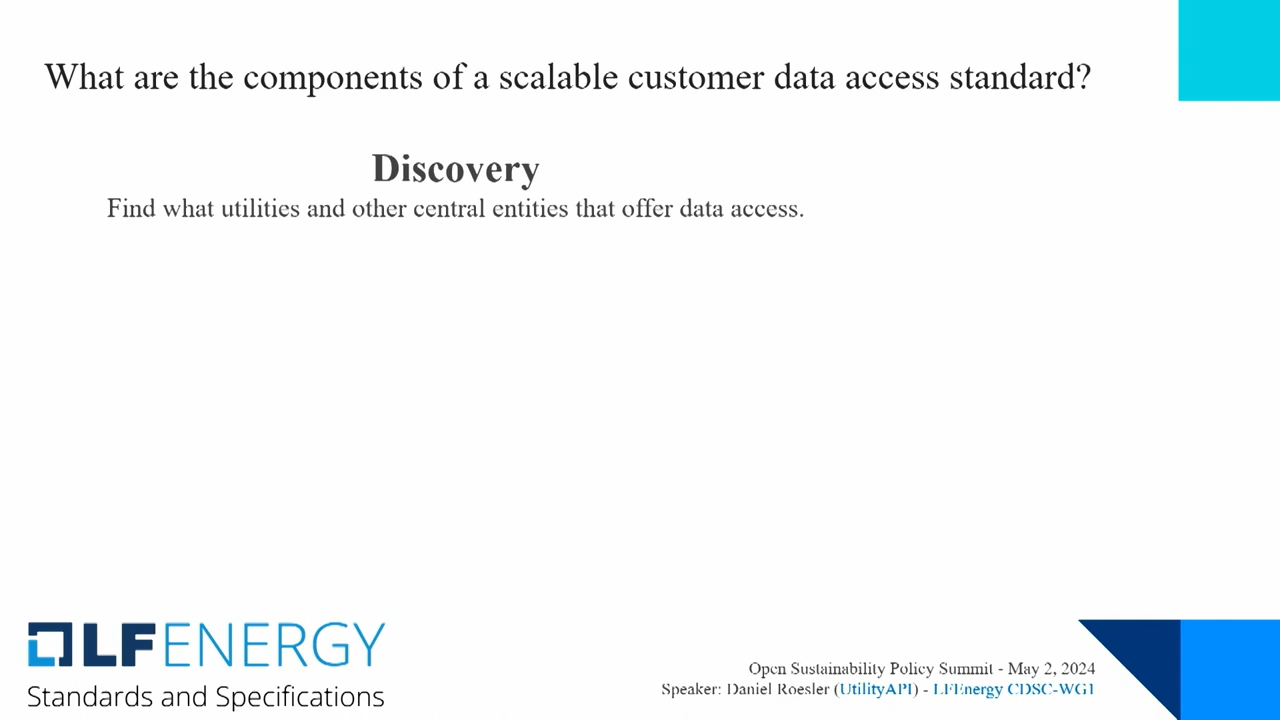 What are the components of a scalable customer data access standard?
Discovery
Find what utilities and other central entities that offer data access.
LFENERGY
Standards and Specifications
Open Sustainability Policy Summit - May 2, 2024
Speaker: Daniel Roesler (UtilityAPI) - LFEnergy CDSC-WG1